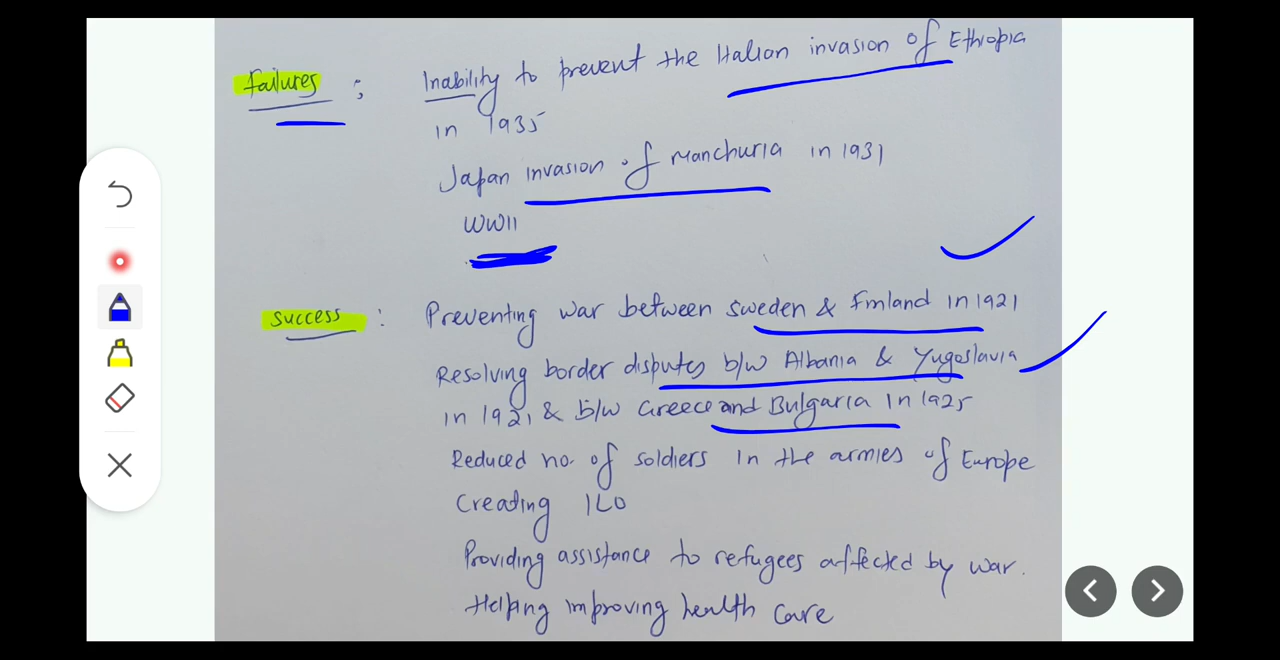 Failures : Inability to prevent the Italian invasion of Ethiopia
in 1935
Japan invasion of Manchuria in 1931
WWII
Success : Preventing war between Sweden & Finland in 1921
Resolving border disputes b/w Albania & Yugoslavia
in 1921 & b/w Greece and Bulgaria in 1925
Reduced no. of soldiers in the armies of Europe
Creating ILO
Providing assistance to refugees affected by war.
Helping improving health care